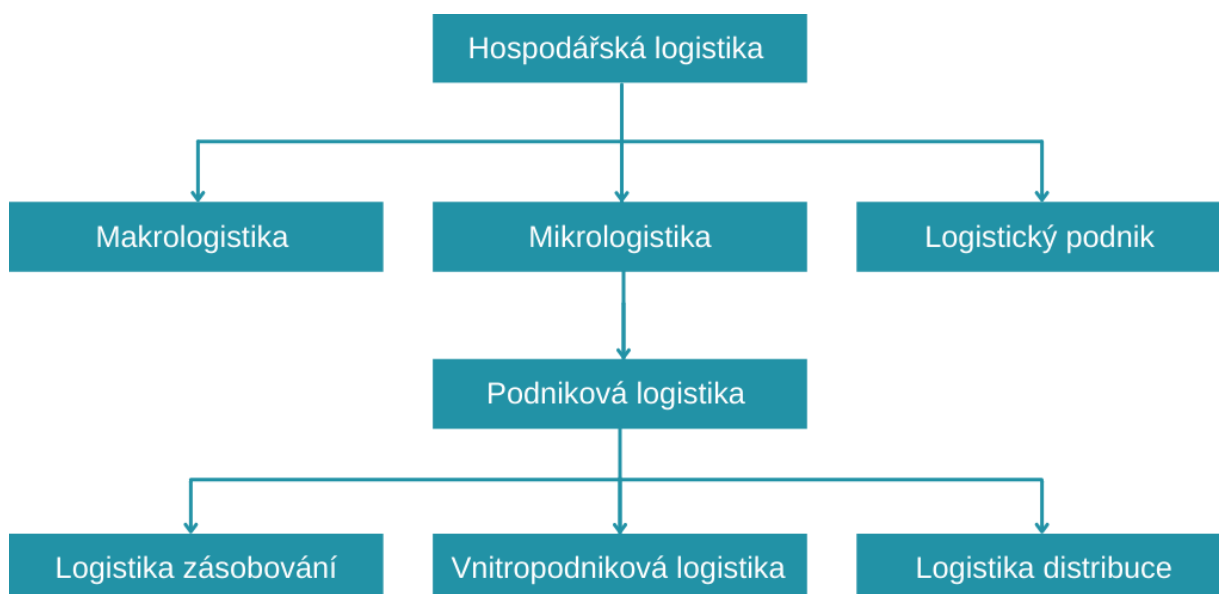 Hospodářská logistika
Makrologistika
Mikrologistika
Logistický podnik
Podniková logistika
Logistika zásobování
Vnitropodniková logistika
Logistika distribuce